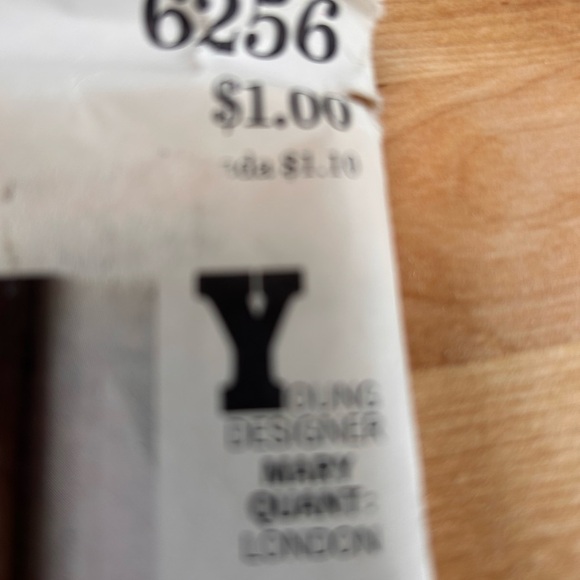 6256
$1.00
$1.10
YOUNG
DESIGNER
MARY
QUANT:
LONDON